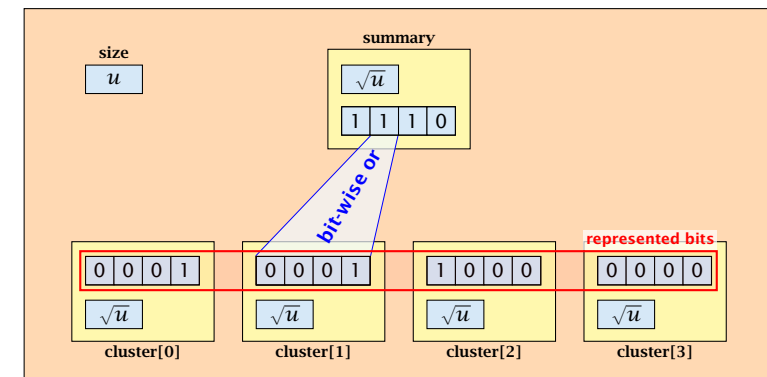 summary
size
u
√u
1 1 1 0
bit-wise or
represented bits
0 0 0 1 0 0 0 1 1 0 0 0 0 0 0 0
√u √u √u √u
cluster[0] cluster[1] cluster[2] cluster[3]